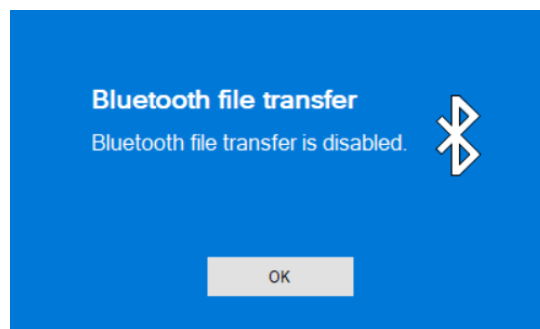 Bluetooth file transfer
Bluetooth file transfer is disabled.
OK